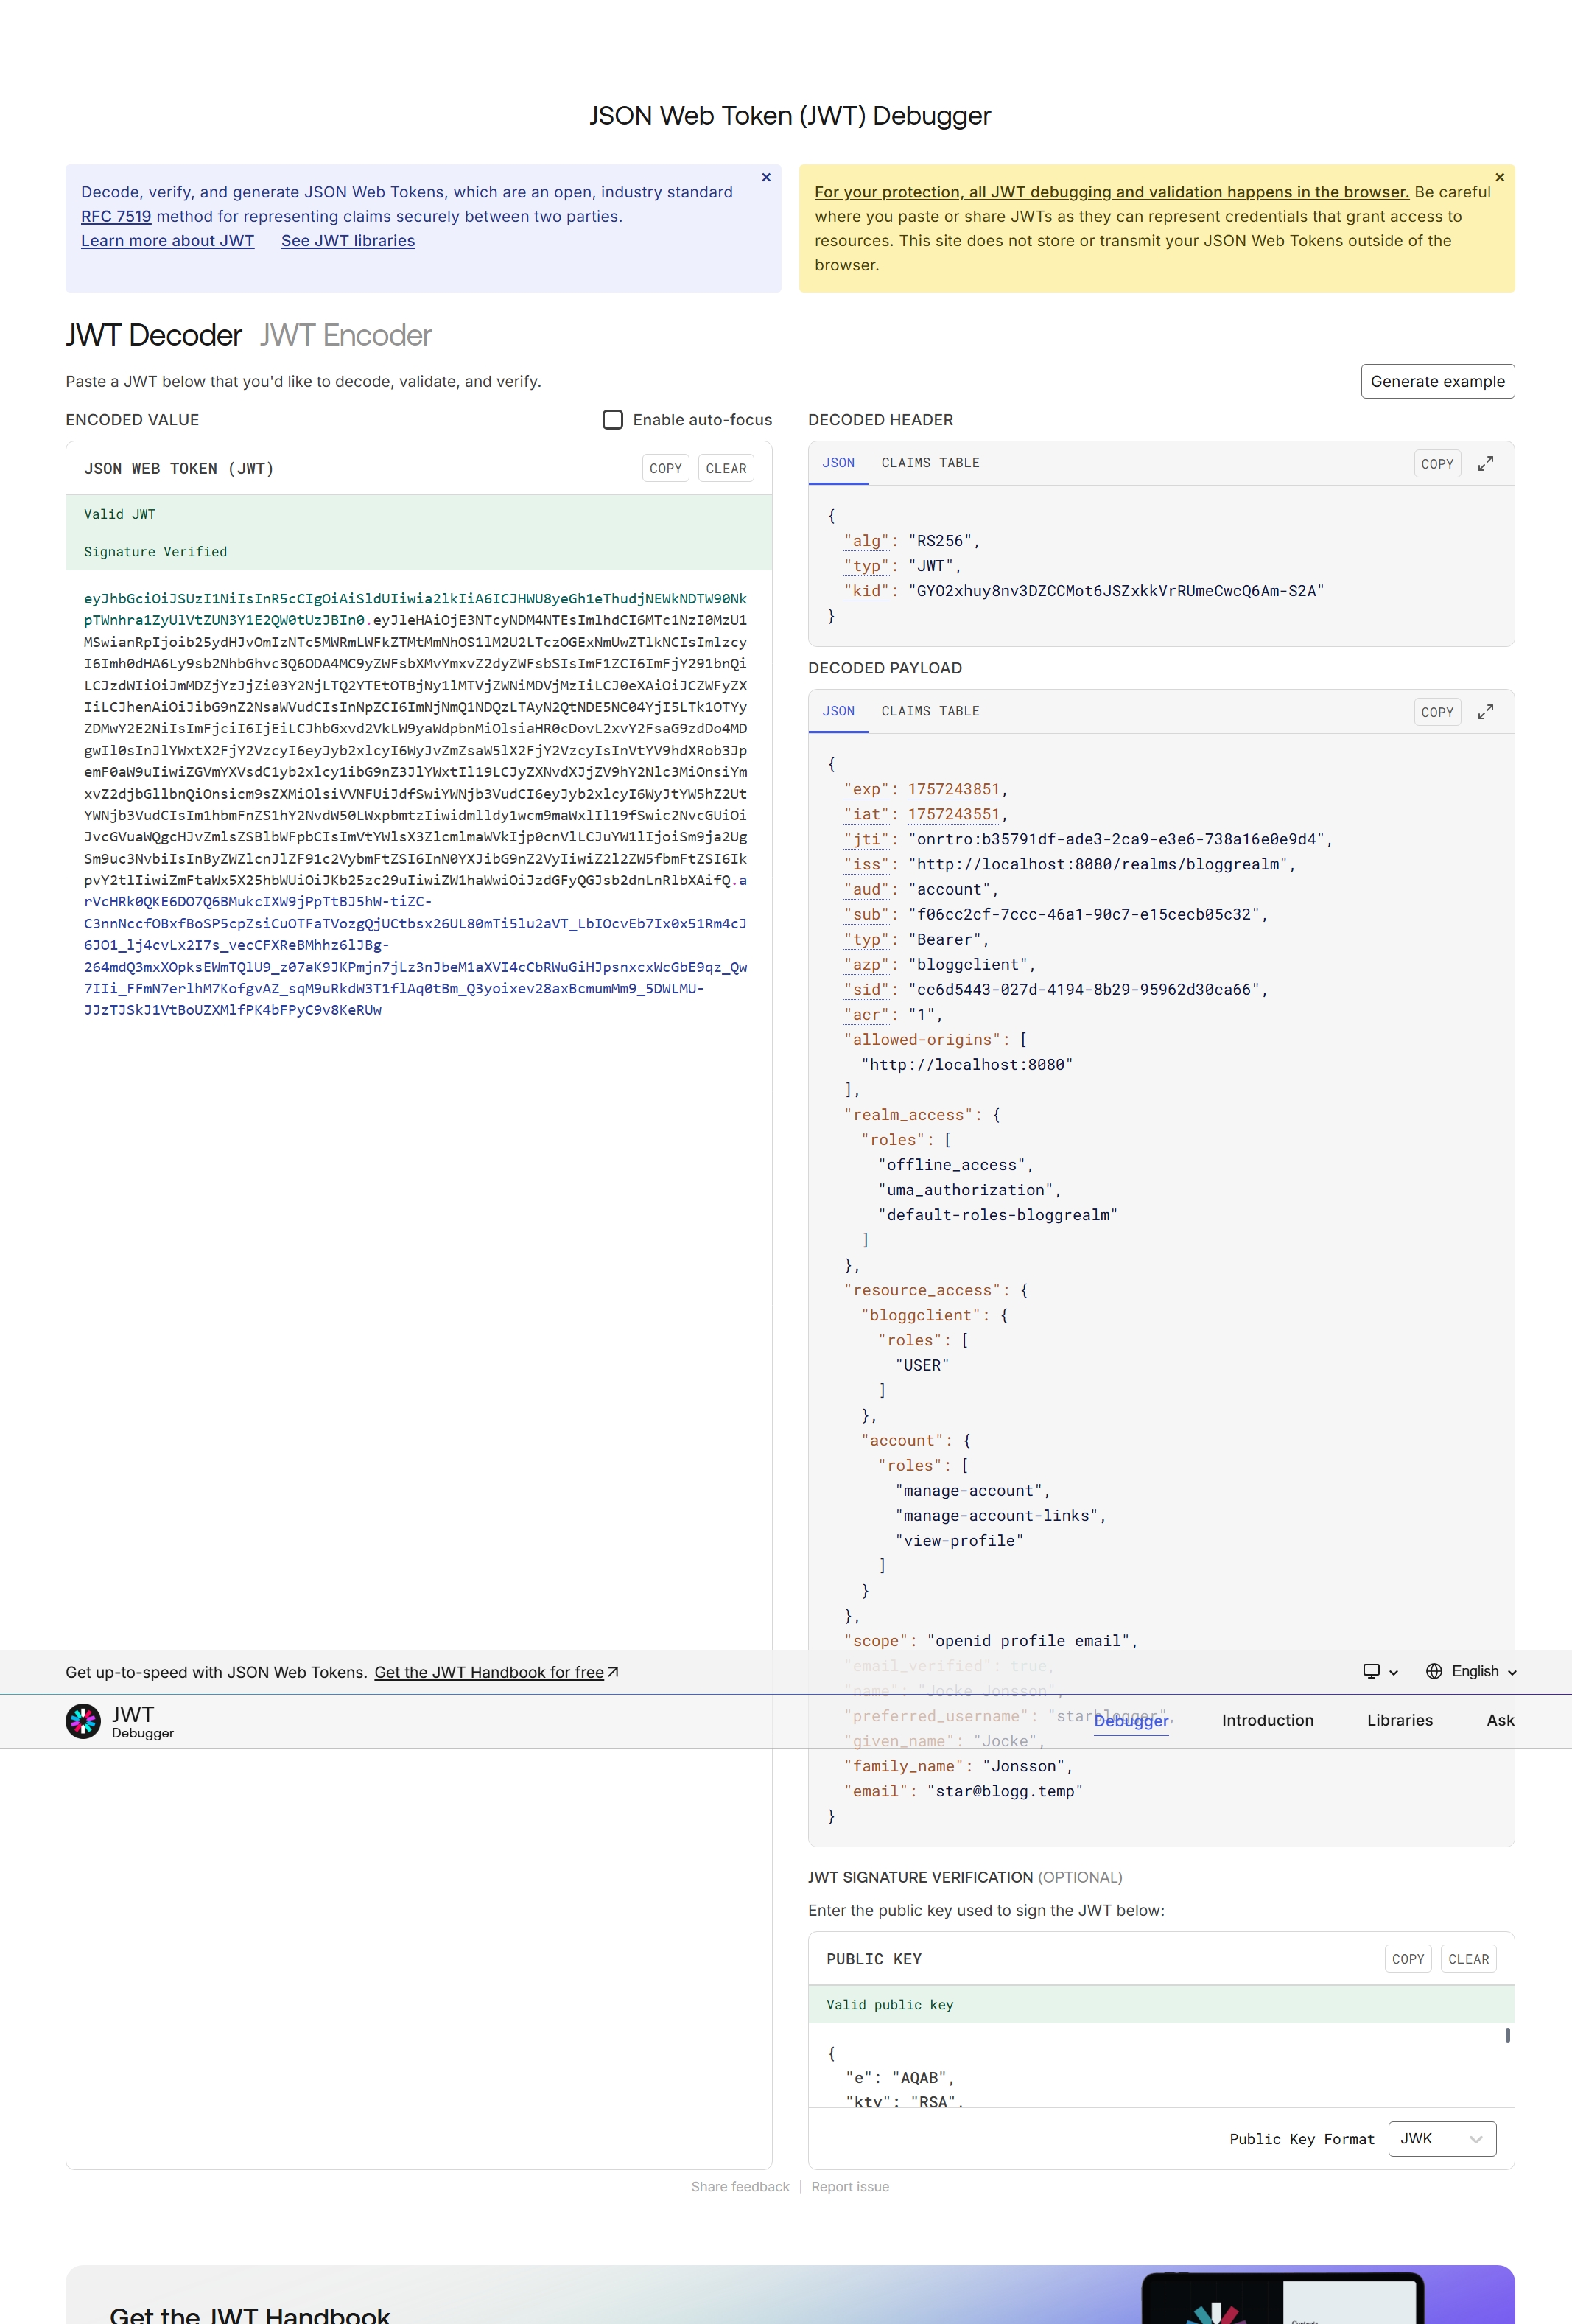 JSON Web Token (JWT) Debugger
Decode, verify, and generate JSON Web Tokens, which are an open, industry standard
RFC 7519 method for representing claims securely between two parties.
Learn more about JWT See JWT libraries
For your protection, all JWT debugging and validation happens in the browser. Be careful
where you paste or share JWTs as they can represent credentials that grant access to
resources. This site does not store or transmit your JSON Web Tokens outside of the
browser.
JWT Decoder JWT Encoder
Paste a JWT below that you'd like to decode, validate, and verify.
Generate example
ENCODED VALUE
Enable auto-focus
JSON WEB TOKEN (JWT)
COPY CLEAR
Valid JWT
Signature Verified
eyJhbGciOiJSUzI1NiIsInR5cCIgOiAiSldUIiwia2lkIiA6ICJHWU8yeGh1eThudjNEWkNDTW90Nk
pTWnhra1ZyUlVtZUN3Y1E2QW0tUzJBIn0.eyJleHAiOjE3NTcyNDM4NTEsImlhdCI6MTc1NzI0MzU1
MSwianRpIjoib25ydHJvOmIzNTc5MWRmLWFkZTMtMmNhOS1lM2U2LTczOGExNmUwZTlkNCIsImlzcy
I6Imh0dHA6Ly9sb2NhbGhvc3Q6ODA4MC9yZWFsbXMvYmxvZ2dyZWFsbSIsImF1ZCI6ImFjY291bnQi
LCJzdWIiOiJmMDZjYzJjZi03Y2NjLTQ2YTEtOTBjNy1lMTVjZWNiMDVjMzIiLCJ0eXAiOiJCZWFyZX
IiLCJhenAiOiJibG9nZ2NsaWVudCIsInNpZCI6ImNjNmQ1NDQzLTAyN2QtNDE5NC04YjI5LTk1OTYy
ZDMwY2E2NiIsImFjciI6IjEiLCJhbGxvd2VkLW9yaWdpbnMiOlsiaHR0cDovL2xvY2FsaG9zdDo4MD
gwIl0sInJlYWxtX2FjY2VzcyI6eyJyb2xlcyI6WyJvZmZsaW5lX2FjY2VzcyIsInVtYV9hdXRob3Jp
emF0aW9uIiwiZGVmYXVsdC1yb2xlcy1ibG9nZ3JlYWxtIl19LCJyZXNvdXJjZV9hY2Nlc3MiOnsiYm
xvZ2djbGllbnQiOnsicm9sZXMiOlsiVVNFUiJdfSwiYWNjb3VudCI6eyJyb2xlcyI6WyJtYW5hZ2Ut
YWNjb3VudCIsIm1hbmFnZS1hY2NvdW50LWxpbmtzIiwidmlldy1wcm9maWxlIl19fSwic2NvcGUiOi
JvcGVuaWQgcHJvZmlsZSBlbWFpbCIsImVtYWlsX3ZlcmlmaWVkIjp0cnVlLCJuYW1lIjoiSm9ja2Ug
Sm9uc3NvbiIsInByZWZlcnJlZF91c2VybmFtZSI6InN0YXJibG9nZ2VyIiwiZ2l2ZW5fbmFtZSI6Ik
pvY2tlIiwiZmFtaWx5X25hbWUiOiJKb25zc29uIiwiZW1haWwiOiJzdGFyQGJsb2dnLnRlbXAifQ.a
rVcHRk0QKE6DO7Q6BMukcIXW9jPpTtBJ5hW-tiZC-
C3nnNccfOBxfBoSP5cpZsiCuOTFaTVozgQjUCtbsx26UL80mTi5lu2aVT_LbIOcvEb7Ix0x51Rm4cJ
6JO1_lj4cvLx2I7s_vecCFXReBMhhz6lJBg-
264mdQ3mxXOpksEWmTQlU9_z07aK9JKPmjn7jLz3nJbeM1aXVI4cCbRWuGiHJpsnxcxWcGbE9qz_Qw
7IIi_FFmN7erlhM7KofgvAZ_sqM9uRkdW3T1flAq0tBm_Q3yoixev28axBcmumMm9_5DWLMU-
JJzTJSkJ1VtBoUZXMlfPK4bFPyC9v8KeRUw
DECODED HEADER
JSON CLAIMS TABLE
COPY
{
"alg": "RS256",
"typ": "JWT",
"kid": "GYO2xhuy8nv3DZCCMot6JSZxkkVrRUmeCwcQ6Am-S2A"
}
DECODED PAYLOAD
JSON CLAIMS TABLE
COPY
{
"exp": 1757243851,
"iat": 1757243551,
"jti": "onrtro:b35791df-ade3-2ca9-e3e6-738a16e0e9d4",
"iss": "http://localhost:8080/realms/bloggrealm",
"aud": "account",
"sub": "f06cc2cf-7ccc-46a1-90c7-e15cecb05c32",
"typ": "Bearer",
"azp": "bloggclient",
"sid": "cc6d5443-027d-4194-8b29-95962d30ca66",
"acr": "1",
"allowed-origins": [
"http://localhost:8080"
],
"realm_access": {
"roles": [
"offline_access",
"uma_authorization",
"default-roles-bloggrealm"
]
},
"resource_access": {
"bloggclient": {
"roles": [
"USER"
]
},
"account": {
"roles": [
"manage-account",
"manage-account-links",
"view-profile"
]
}
},
"scope": "openid profile email",
"email_verified": true,
"name": "Jocke Jonsson",
"preferred_username": "starblogger",
"given_name": "Jocke",
"family_name": "Jonsson",
"email": "star@blogg.temp"
}
Get up-to-speed with JSON Web Tokens. Get the JWT Handbook for free
English
JWT
Debugger
Debugger Introduction Libraries Ask
JWT SIGNATURE VERIFICATION (OPTIONAL)
Enter the public key used to sign the JWT below:
PUBLIC KEY
COPY CLEAR
Valid public key
{
"e": "AQAB",
"kty": "RSA",
Public Key Format JWK
Share feedback | Report issue
Get the JWT Handbook